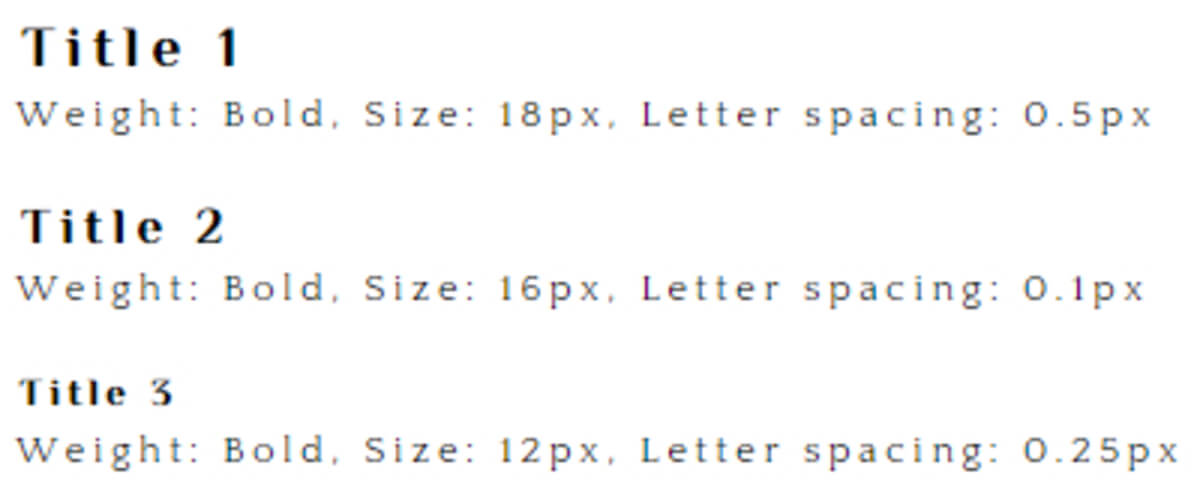 Title 1
Weight: Bold, Size: 18px, Letter spacing: 0.5px
Title 2
Weight: Bold, Size: 16px, Letter spacing: 0.1px
Title 3
Weight: Bold, Size: 12px, Letter spacing: 0.25px